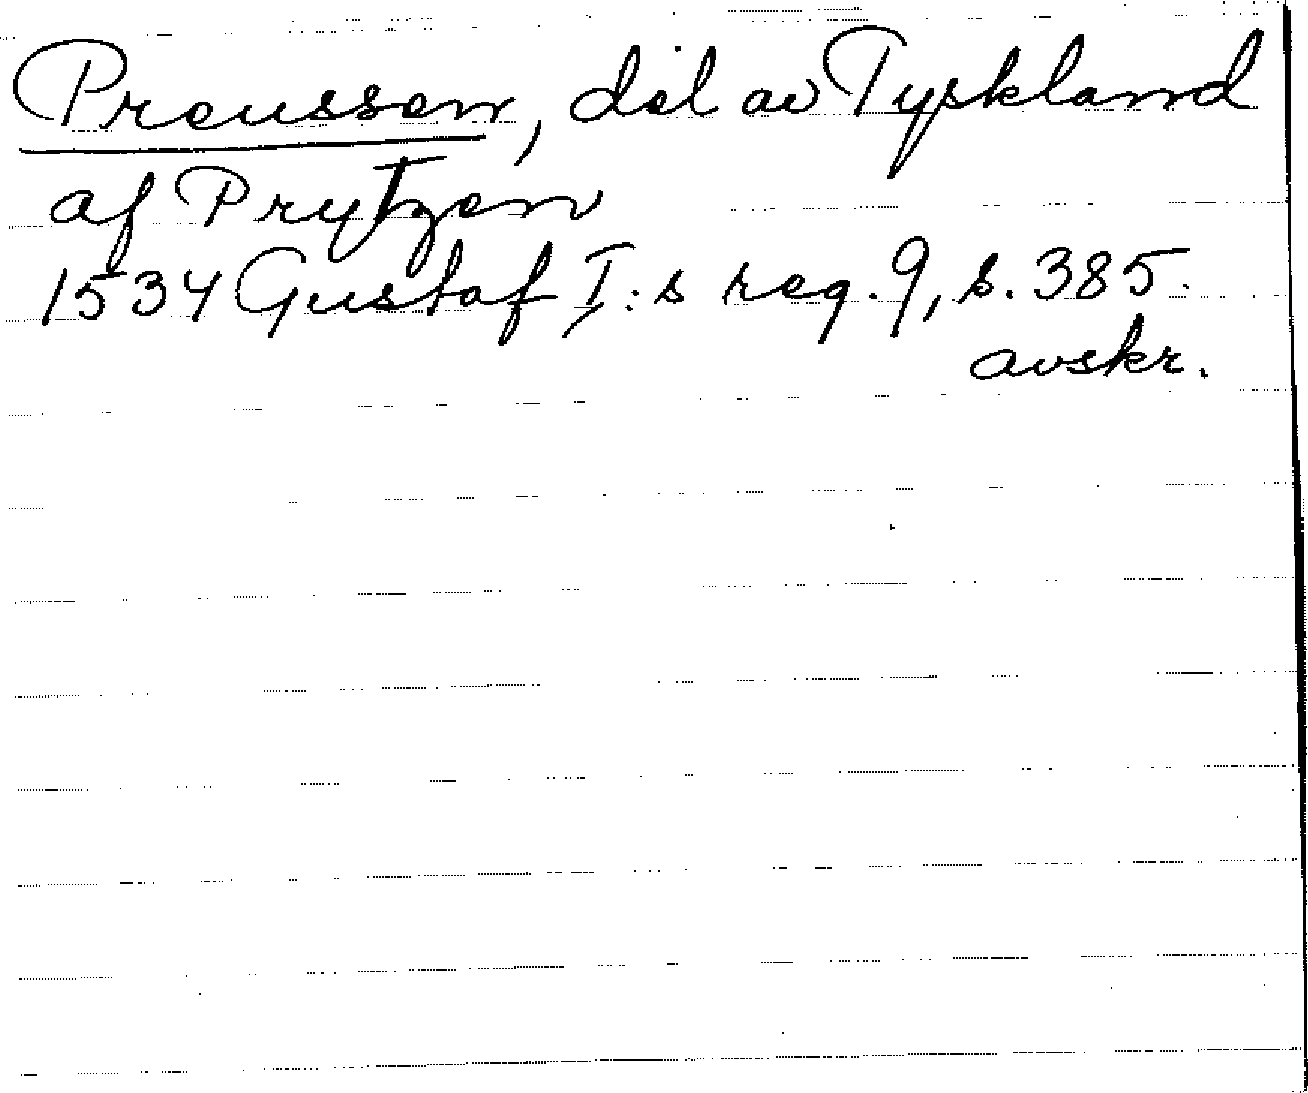 Preussen, del av Tyskland
af Prytzen
1534 Gustaf I:s reg. 9, s. 385.
avskr.